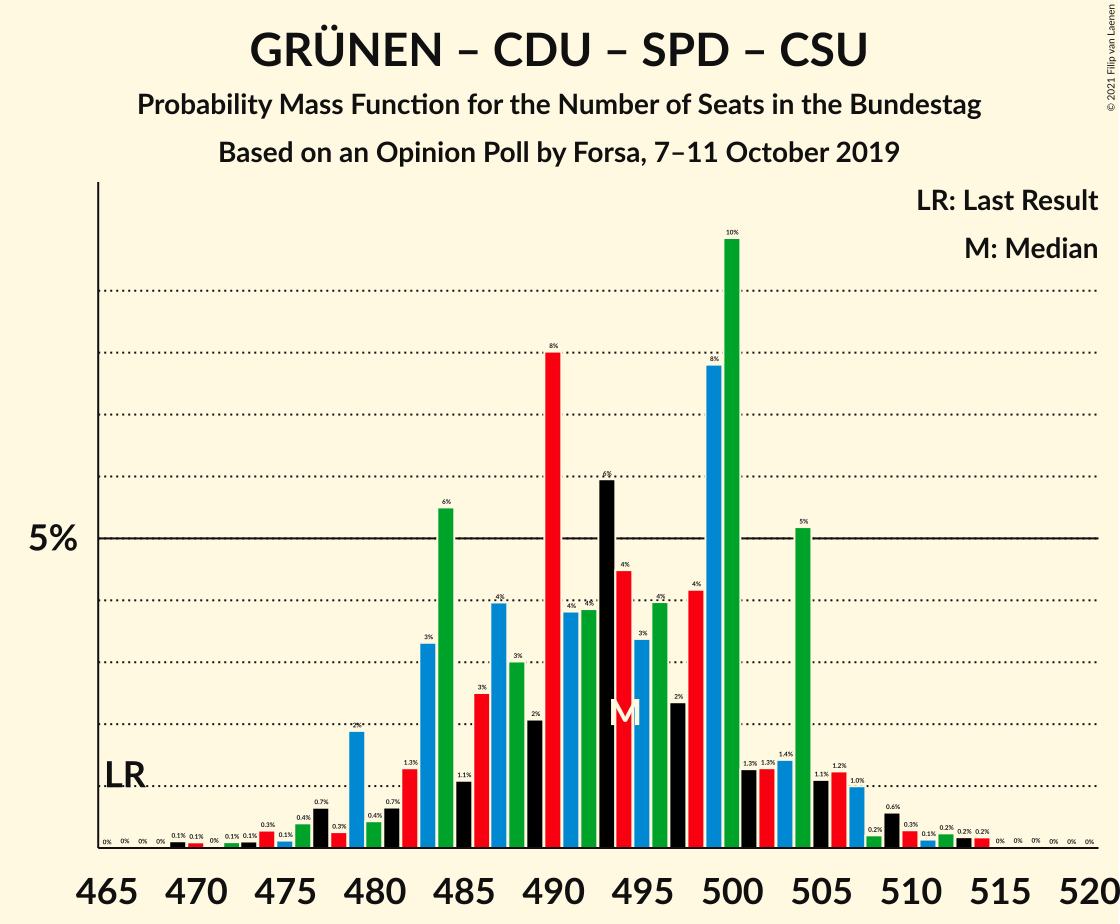 GRÜNEN – CDU – SPD – CSU
Probability Mass Function for the Number of Seats in the Bundestag
Based on an Opinion Poll by Forsa, 7–11 October 2019
© 2021 Filip van Laenen
LR: Last Result
M: Median
5%
LR
M
0% 0% 0% 0% 0.1% 0.1% 0% 0.1% 0.1% 0.3% 0.1% 0.4% 0.7% 0.3% 2% 0.4% 0.7% 1.3% 3% 6% 1.1% 3% 4% 3% 2% 8% 4% 4% 6% 4% 3% 4% 2% 4% 8% 10% 1.3% 1.3% 1.4% 5% 1.1% 1.2% 1.0% 0.2% 0.6% 0.3% 0.1% 0.2% 0.2% 0.2% 0% 0% 0% 0% 0% 0%
465 470 475 480 485 490 495 500 505 510 515 520